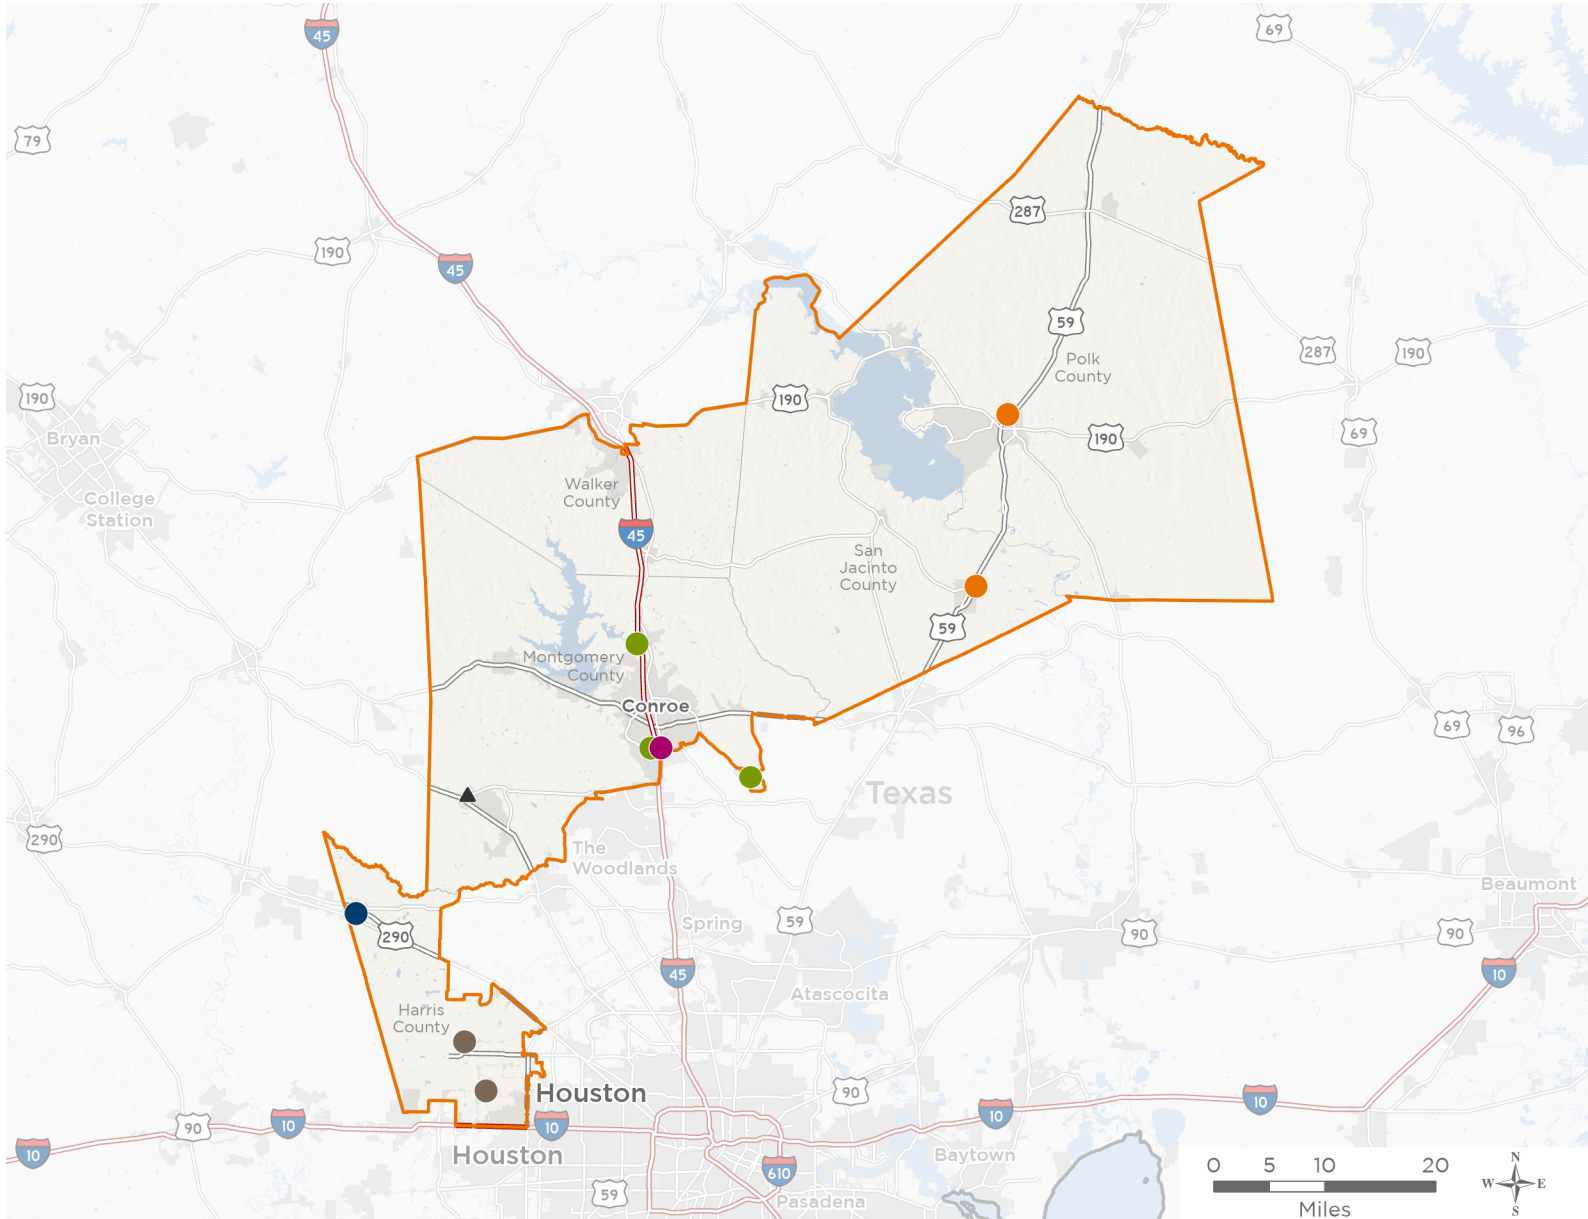 45
69
79
287
190
45
59
Polk
County
287
190
190
190
Bryan
190
69
College
Station
Walker
County
45
San
Jacinto
County
59
Montgomery
County
Conroe
69
96
Texas
290
The
Woodlands
Beaumont
Spring
59
90
90
290
45
10
Atascocita
Harris
County
Houston
90
10
10
10
90
10
10
Houston
Baytown
610
59
Pasadena
0 5 10 20
Miles
N
W E
S